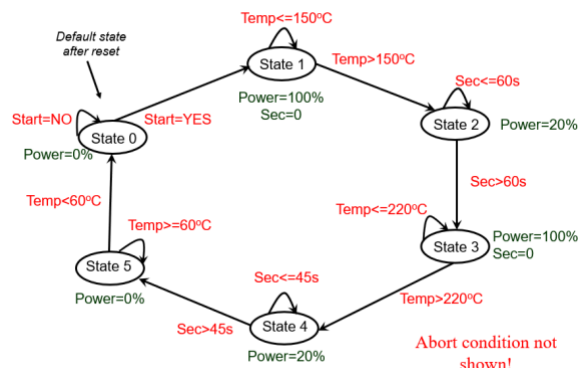 Default state
after reset
Temp<=150°C
State 1
Temp>150°C
Power=100%
Sec=0
Sec<=60s
State 2
Power=20%
Start=NO
Start=YES
State 0
Power=0%
Sec>60s
Temp<60°C
Temp<=220°C
State 3
Power=100%
Sec=0
Temp>=60°C
State 5
Power=0%
Temp>220°C
Sec<=45s
Sec>45s
State 4
Power=20%
Abort condition not
shown!